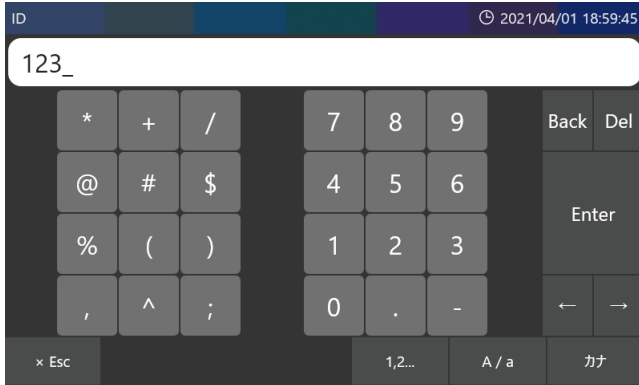 ID 2021/04/01 18:59:45
123_
* + / 7 8 9 Back Del
@ # $ 4 5 6
Enter
% ( ) 1 2 3
, ^ ; 0 . - ← →
× Esc 1,2... A / a カナ